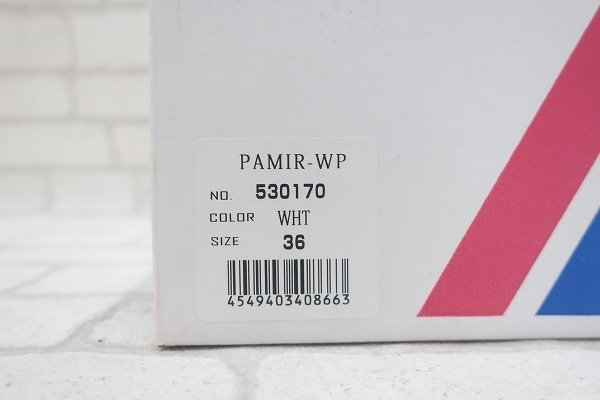 PAMIR-WP
NO. 530170
COLOR WHT
SIZE 36
4549403408663